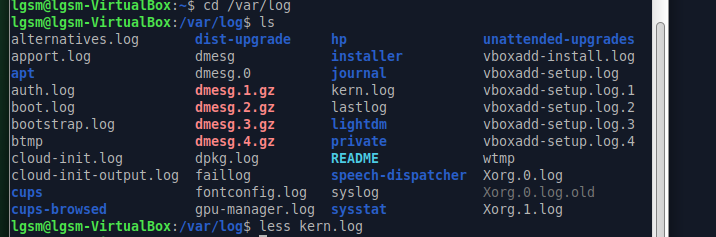 lgsm@lgsm-VirtualBox:~$ cd /var/log
lgsm@lgsm-VirtualBox:/var/log$ ls
alternatives.log dist-upgrade hp unattended-upgrades
apport.log dmesg installer vboxadd-install.log
apt dmesg.0 journal vboxadd-setup.log
auth.log dmesg.1.gz kern.log vboxadd-setup.log.1
boot.log dmesg.2.gz lastlog vboxadd-setup.log.2
bootstrap.log dmesg.3.gz lightdm vboxadd-setup.log.3
btmp dmesg.4.gz private vboxadd-setup.log.4
cloud-init.log dpkg.log README wtmp
cloud-init-output.log faillog speech-dispatcher Xorg.0.log
cups fontconfig.log syslog Xorg.0.log.old
cups-browsed gpu-manager.log sysstat Xorg.1.log
lgsm@lgsm-VirtualBox:/var/log$ less kern.log